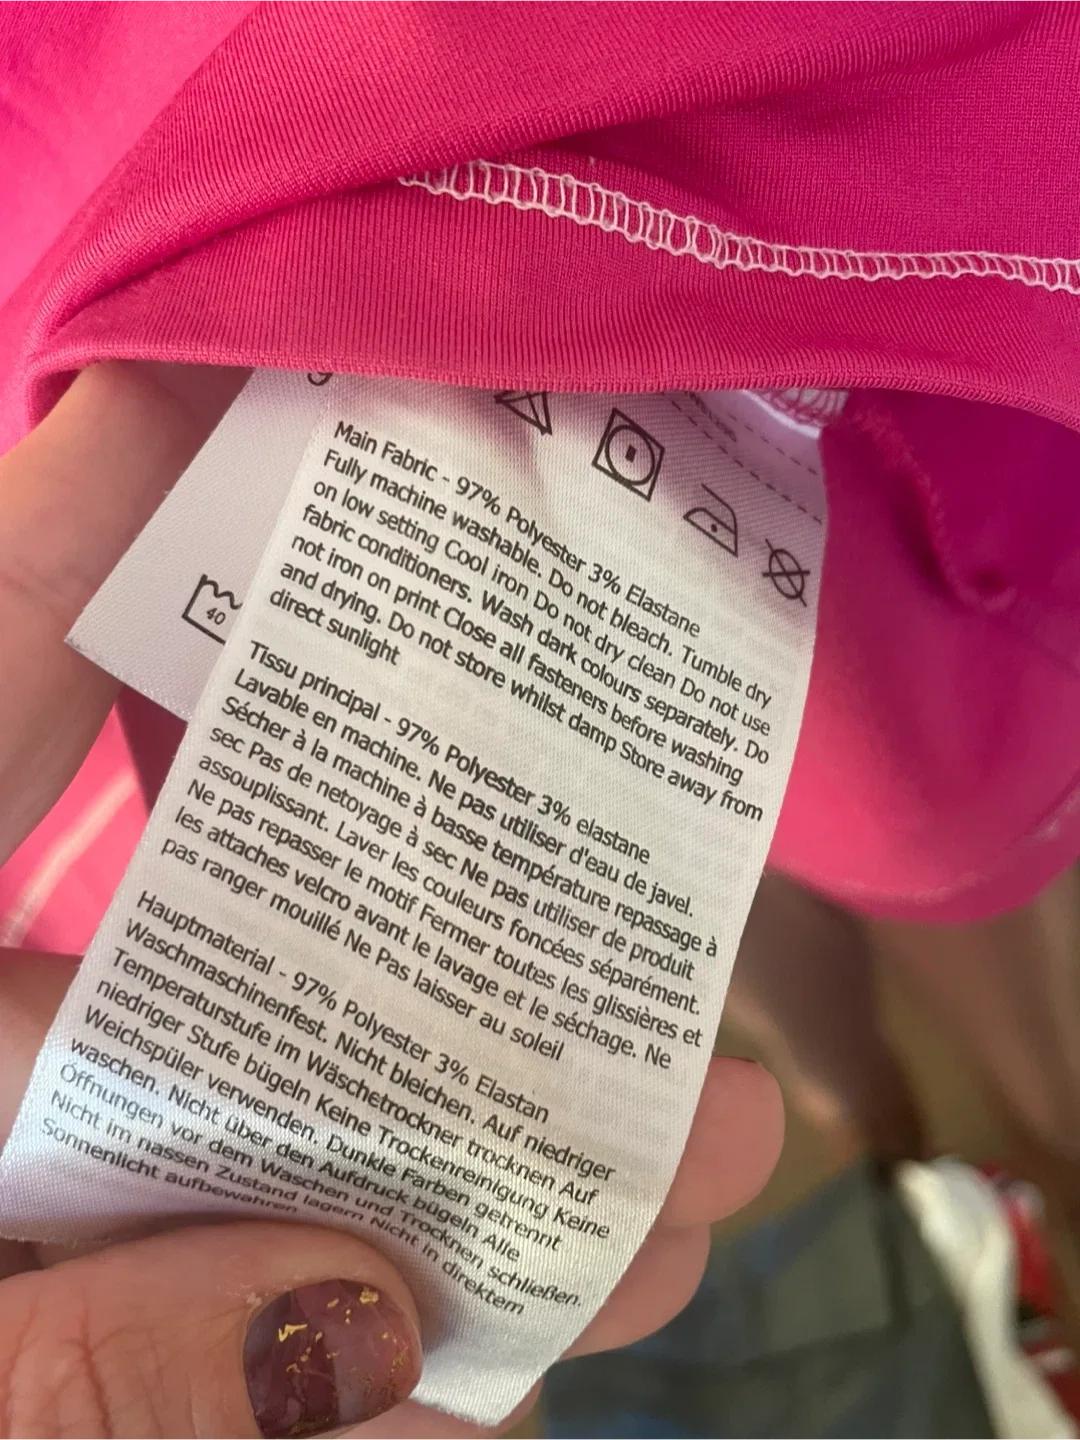 Main Fabric - 97% Polyester 3% Elastane
Fully machine washable. Do not bleach. Tumble dry
on low setting Cool iron Do not dry clean Do not use
fabric conditioners. Wash dark colours separately. Do
not iron on print Close all fasteners before washing
and drying. Do not store whilst damp Store away from
direct sunlight
Tissu principal - 97% Polyester 3% elastane
Lavable en machine. Ne pas utiliser d'eau de javel.
Sécher à la machine à basse température repassage à
sec Pas de netoyage à sec Ne pas utiliser de produit
assouplissant. Laver les couleurs foncées séparément.
Ne pas repasser le motif Fermer toutes les glissières et
les attaches velcro avant le lavage et le séchage. Ne
pas ranger mouillé Ne Pas laisser au soleil
Hauptmaterial - 97% Polyester 3% Elastan
Waschmaschinenfest. Nicht bleichen. Auf niedriger
Temperaturstufe im Wäschetrockner trocknen Auf
niedriger Stufe bügeln Keine Trockenreinigung Keine
Weichspüler verwenden. Dunkle Farben getrennt
waschen. Nicht über den Aufdruck bügeln Alle
Öffnungen vor dem Waschen und Trocknen schließen.
Nicht im nassen Zustand lagern Nicht in direktem
Sonnenlicht aufbewahren
40